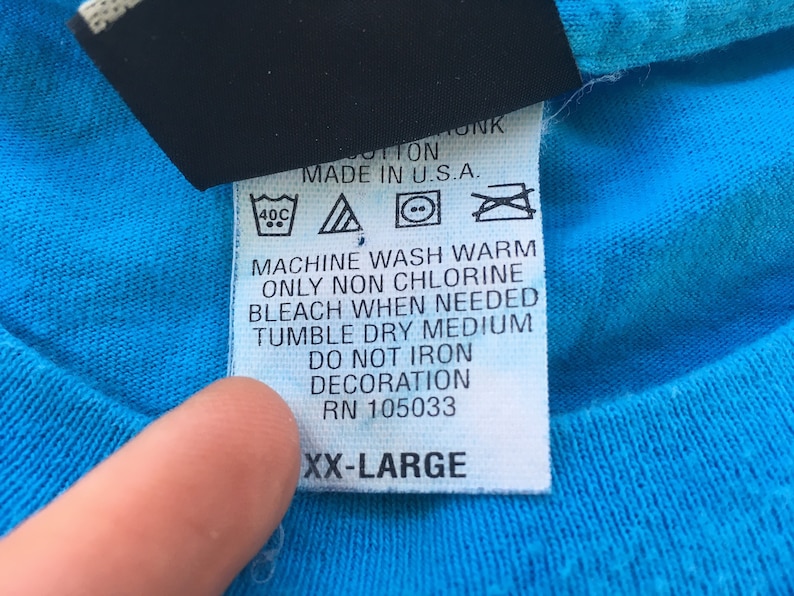 COTTON
MADE IN U.S.A.
40C
MACHINE WASH WARM
ONLY NON CHLORINE
BLEACH WHEN NEEDED
TUMBLE DRY MEDIUM
DO NOT IRON
DECORATION
RN 105033
XX-LARGE